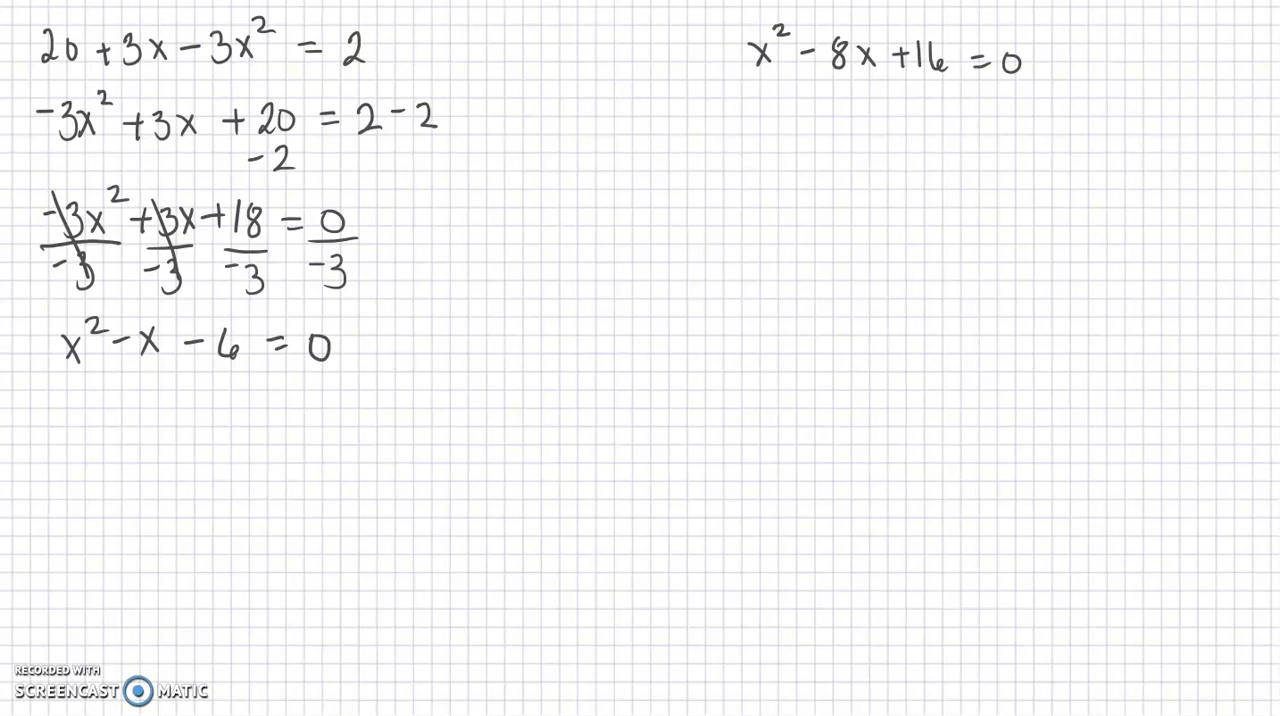 20 + 3x - 3x² = 2
-3x² + 3x + 20 = 2 - 2
-2
-3x² + 3x + 18 = 0
-3 -3 -3 -3
x² - x - 6 = 0
x² - 8x + 16 = 0
RECORDED WITH
SCREENCAST MATIC